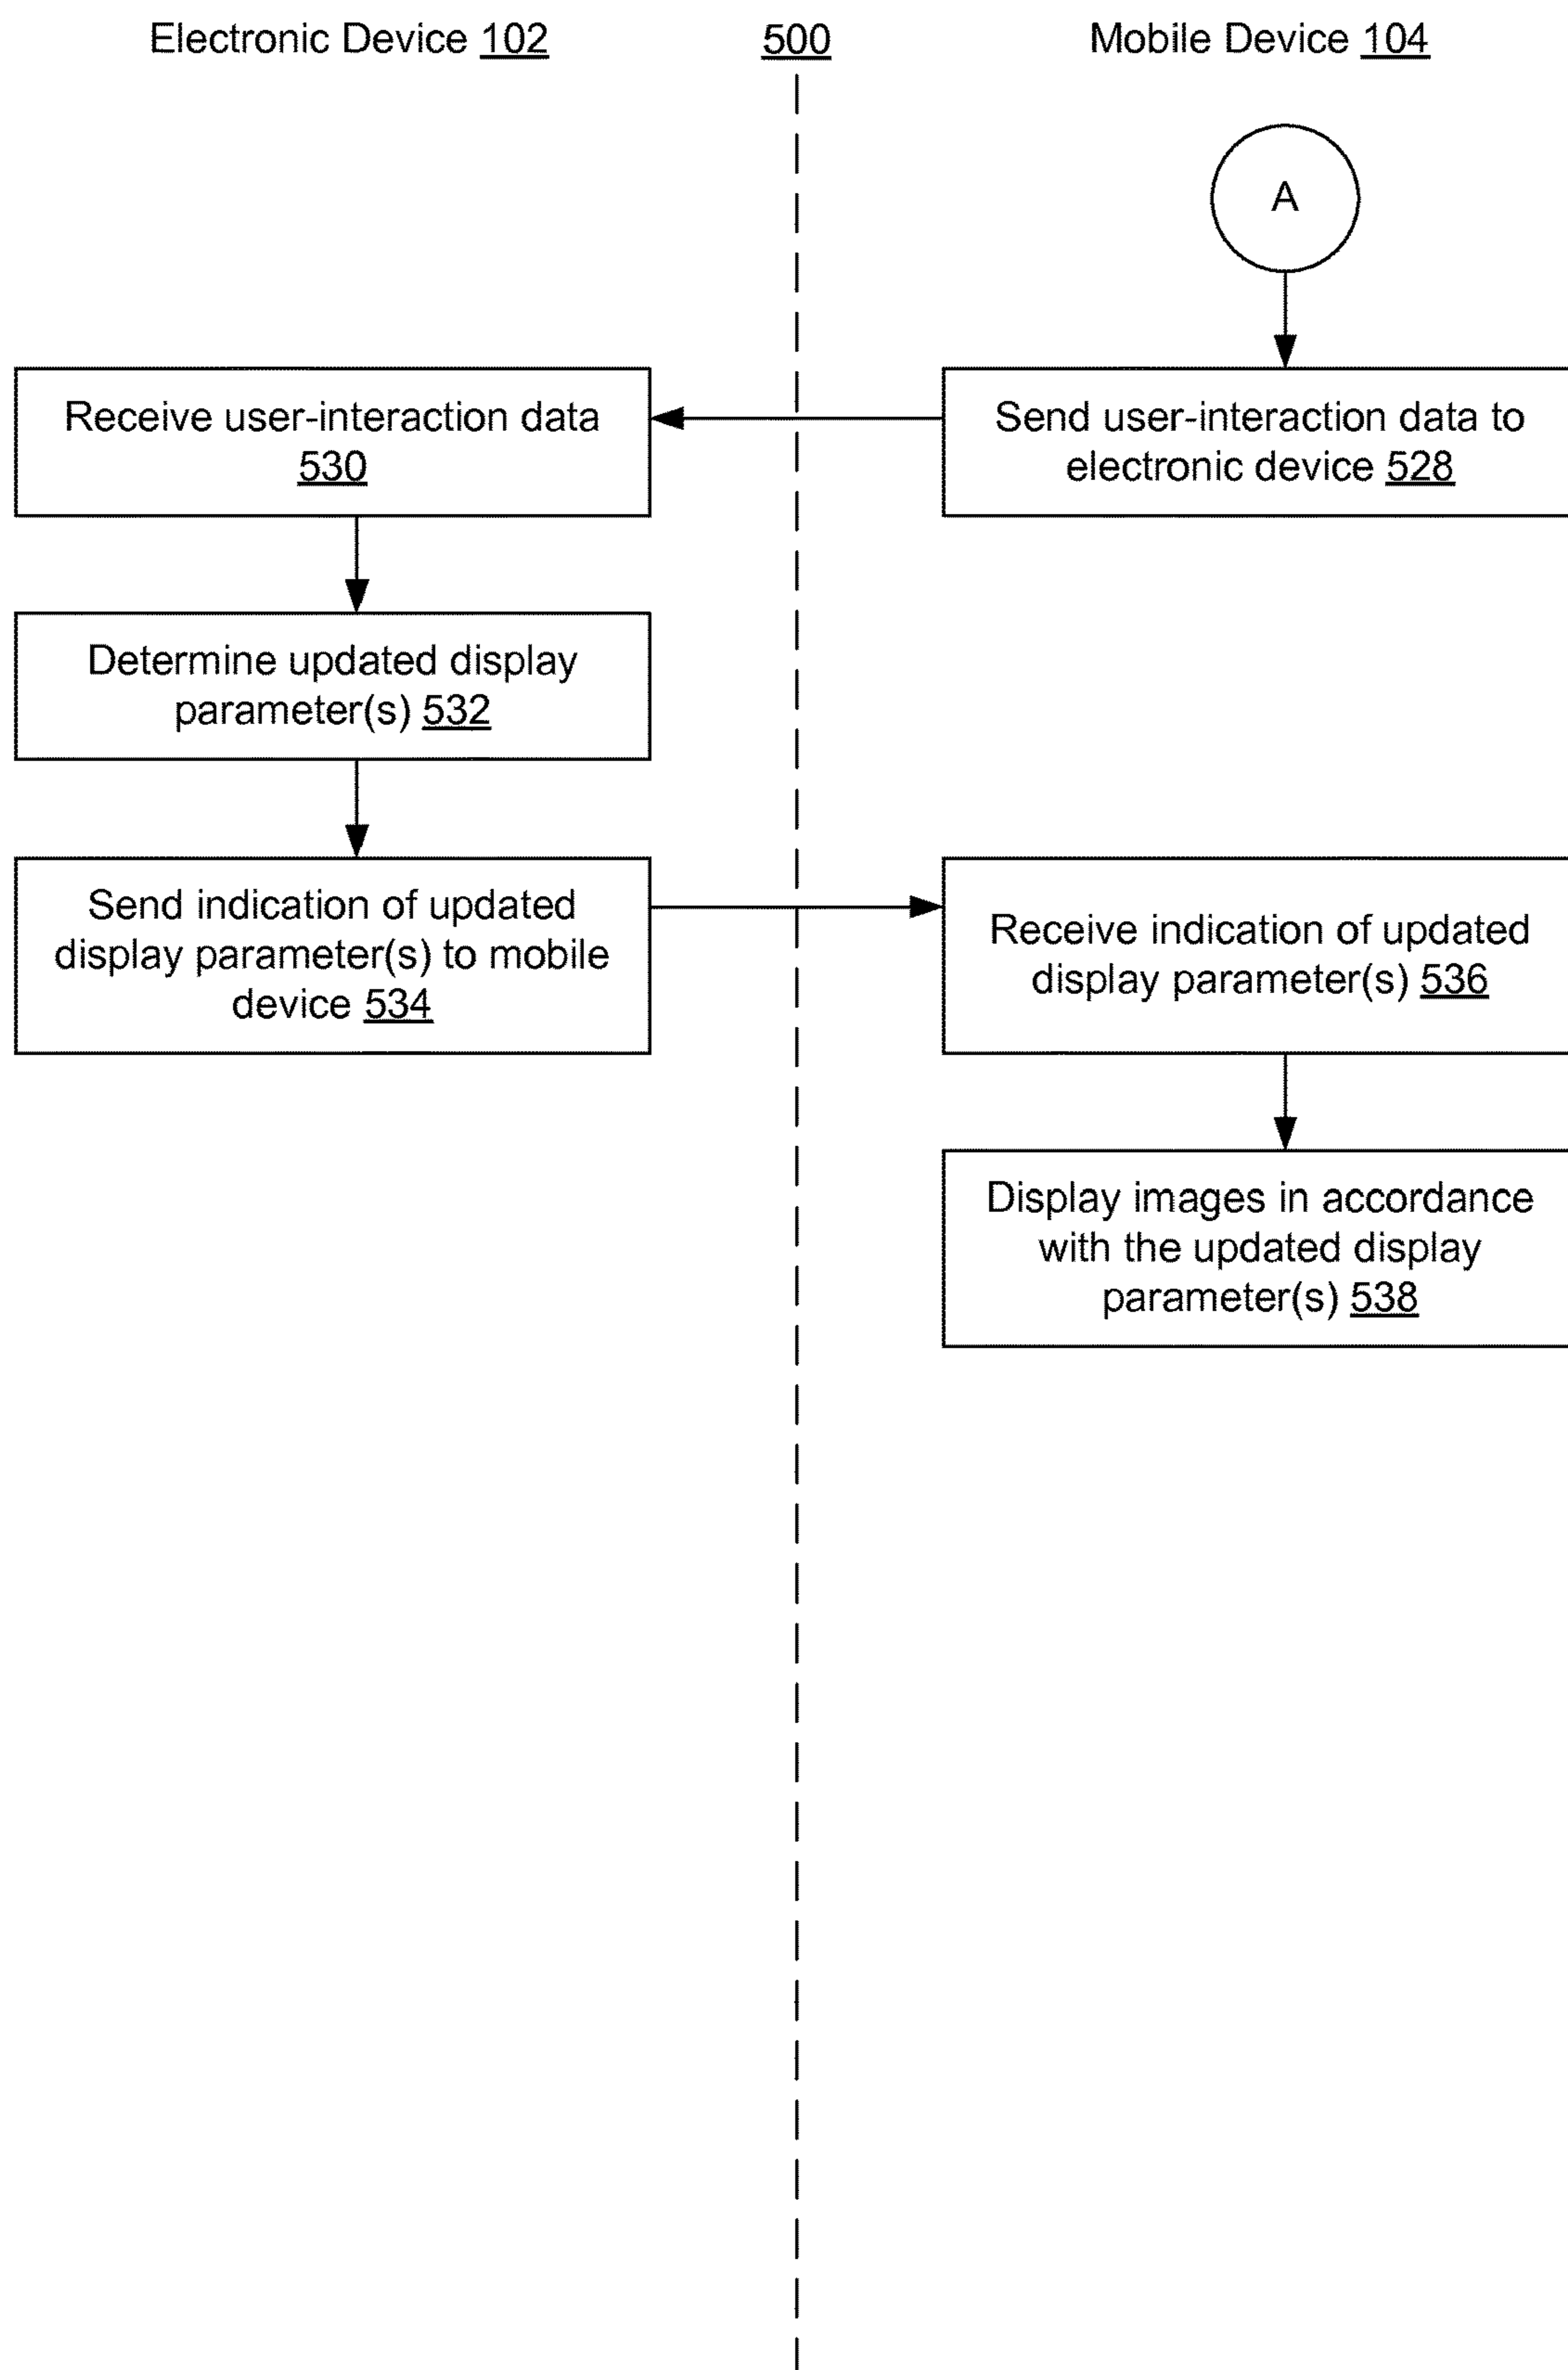 Electronic Device 102
500
Mobile Device 104
A
Send user-interaction data to
electronic device 528
Receive user-interaction data
530
Determine updated display
parameter(s) 532
Send indication of updated
display parameter(s) to mobile
device 534
Receive indication of updated
display parameter(s) 536
Display images in accordance
with the updated display
parameter(s) 538